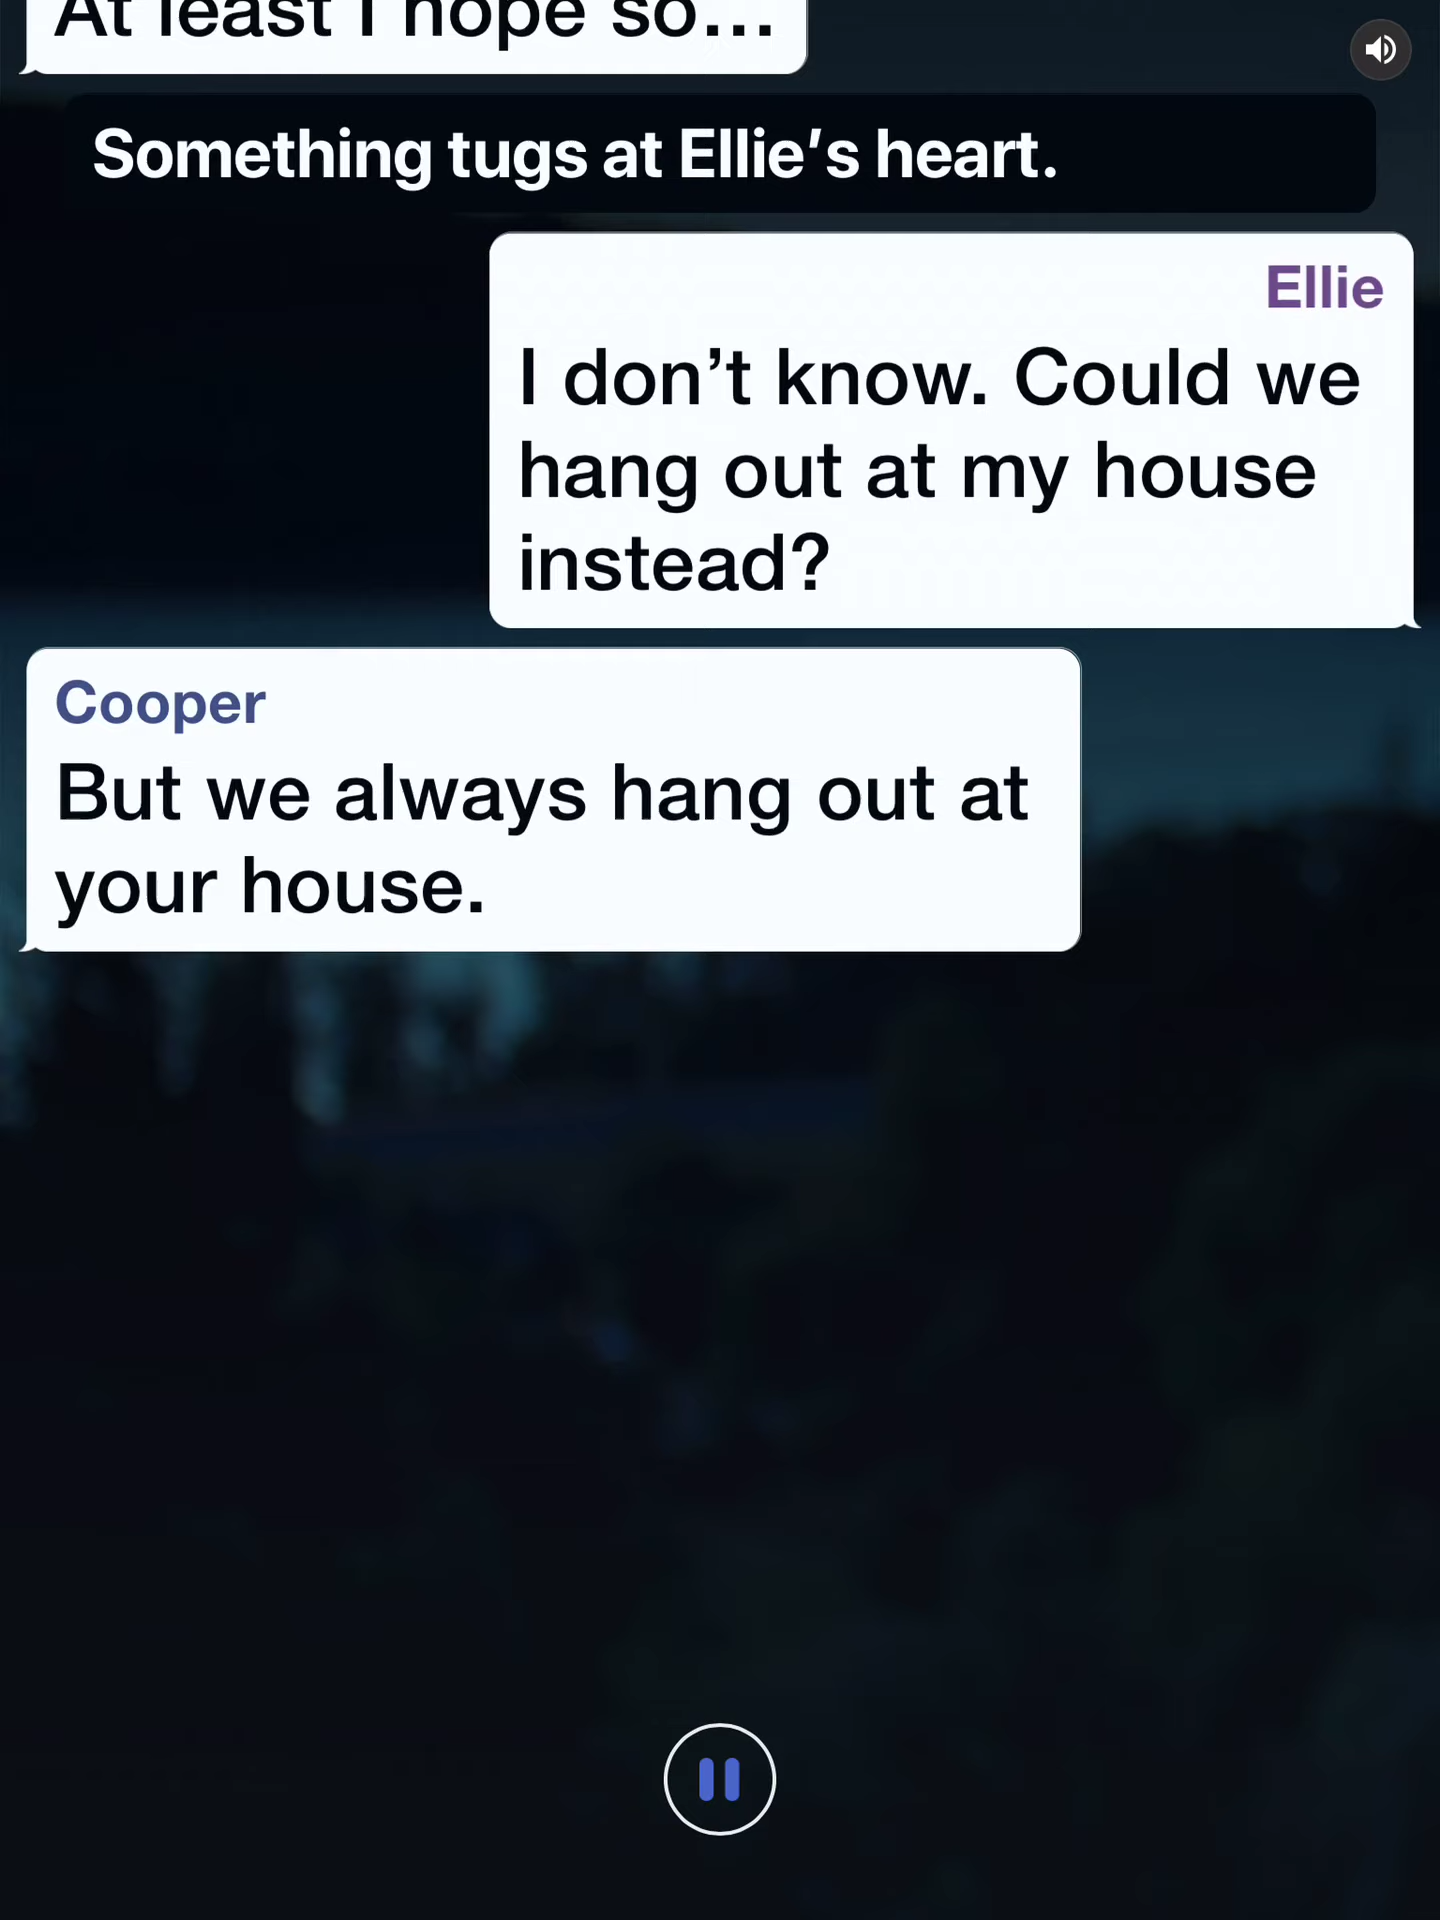 At least I hope so...
Something tugs at Ellie's heart.
Ellie
I don’t know. Could we
hang out at my house
instead?
Cooper
But we always hang out at
your house.